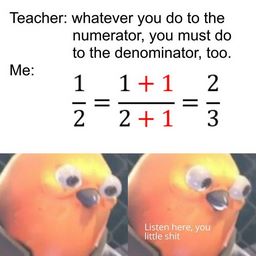 Teacher: whatever you do to the
numerator, you must do
to the denominator, too.
Me:
1/2 = 1 + 1/2 + 1 = 2/3
Listen here, you
little shit